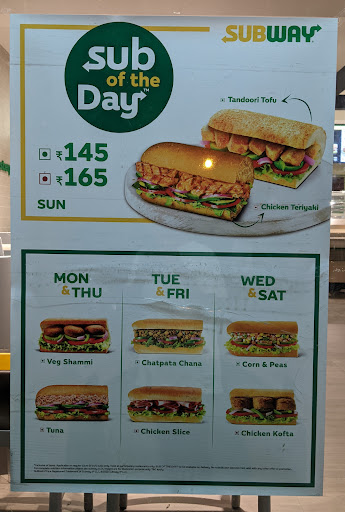 SUBWAY
Sub
of the
Day™
Tandoori Tofu
₹145
₹165
SUN
Chicken Teriyaki
MON
& THU
TUE
& FRI
WED
& SAT
Veg Shammi
Chatpata Chana
Corn & Peas
Tuna
Chicken Slice
Chicken Kofta